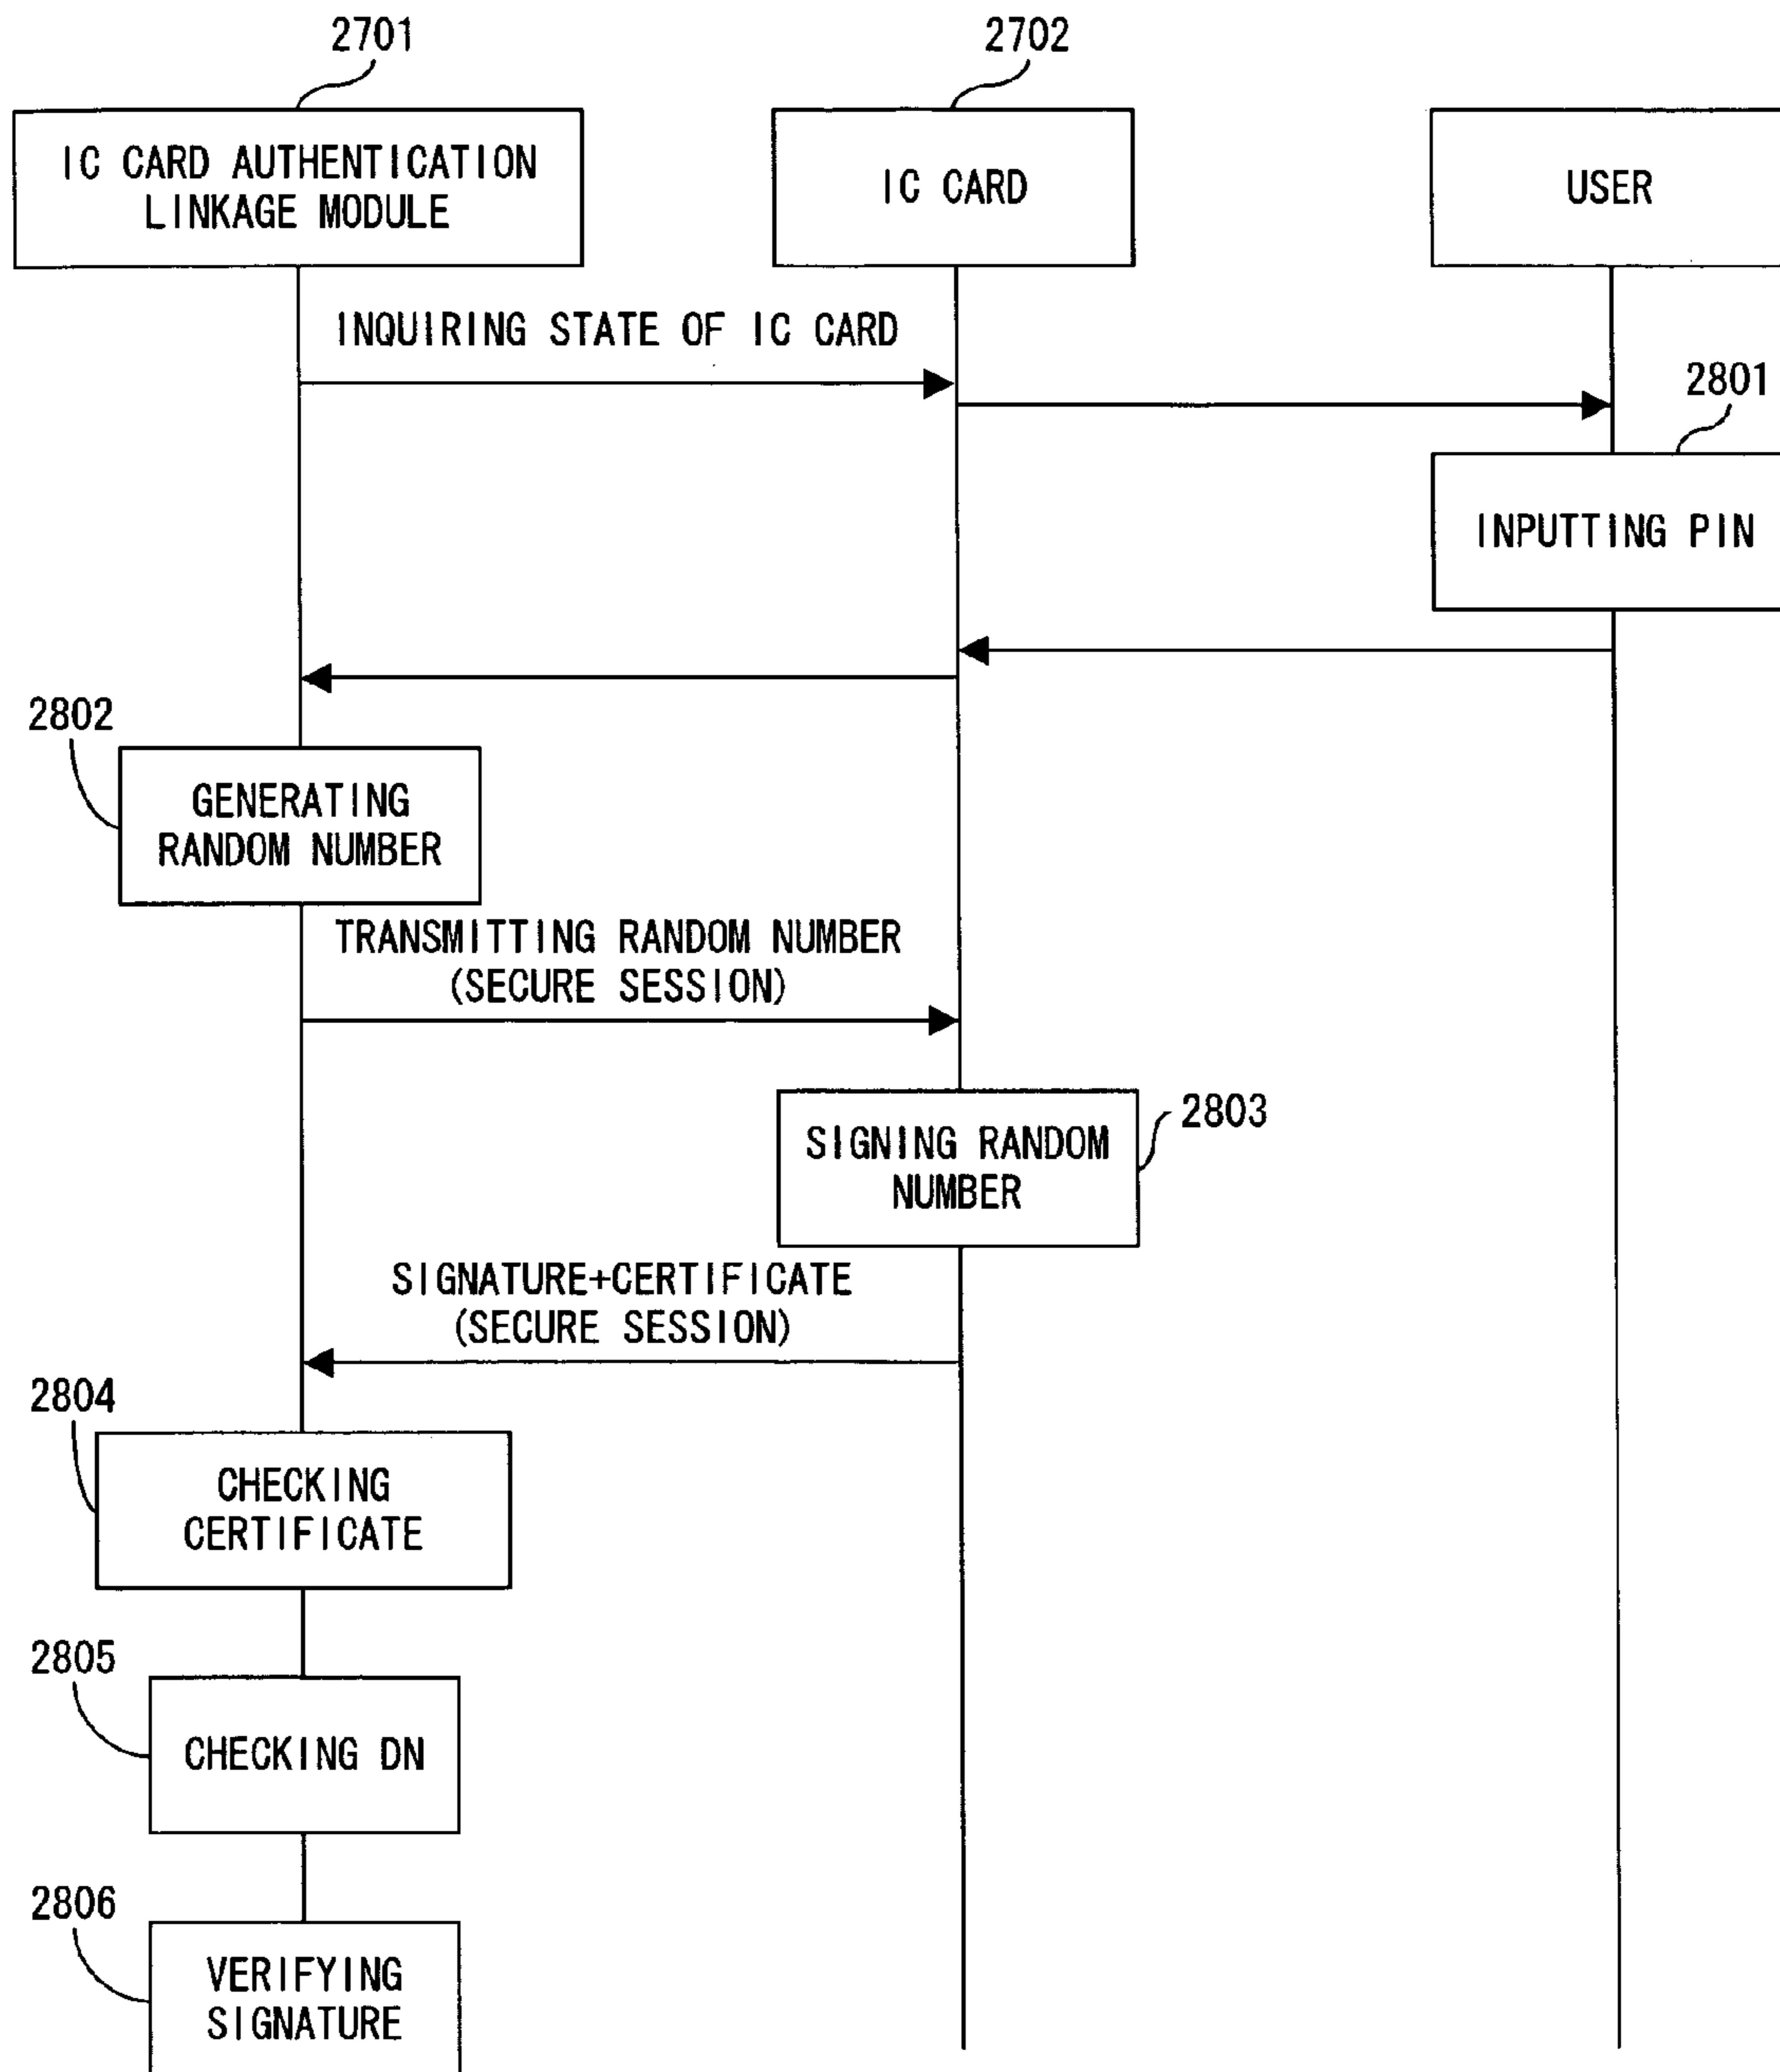 2701
2702
IC CARD AUTHENTICATION
LINKAGE MODULE
IC CARD
USER
INQUIRING STATE OF IC CARD
2801
INPUTTING PIN
2802
GENERATING
RANDOM NUMBER
TRANSMITTING RANDOM NUMBER
(SECURE SESSION)
2803
SIGNING RANDOM
NUMBER
SIGNATURE+CERTIFICATE
(SECURE SESSION)
2804
CHECKING
CERTIFICATE
2805
CHECKING DN
2806
VERIFYING
SIGNATURE